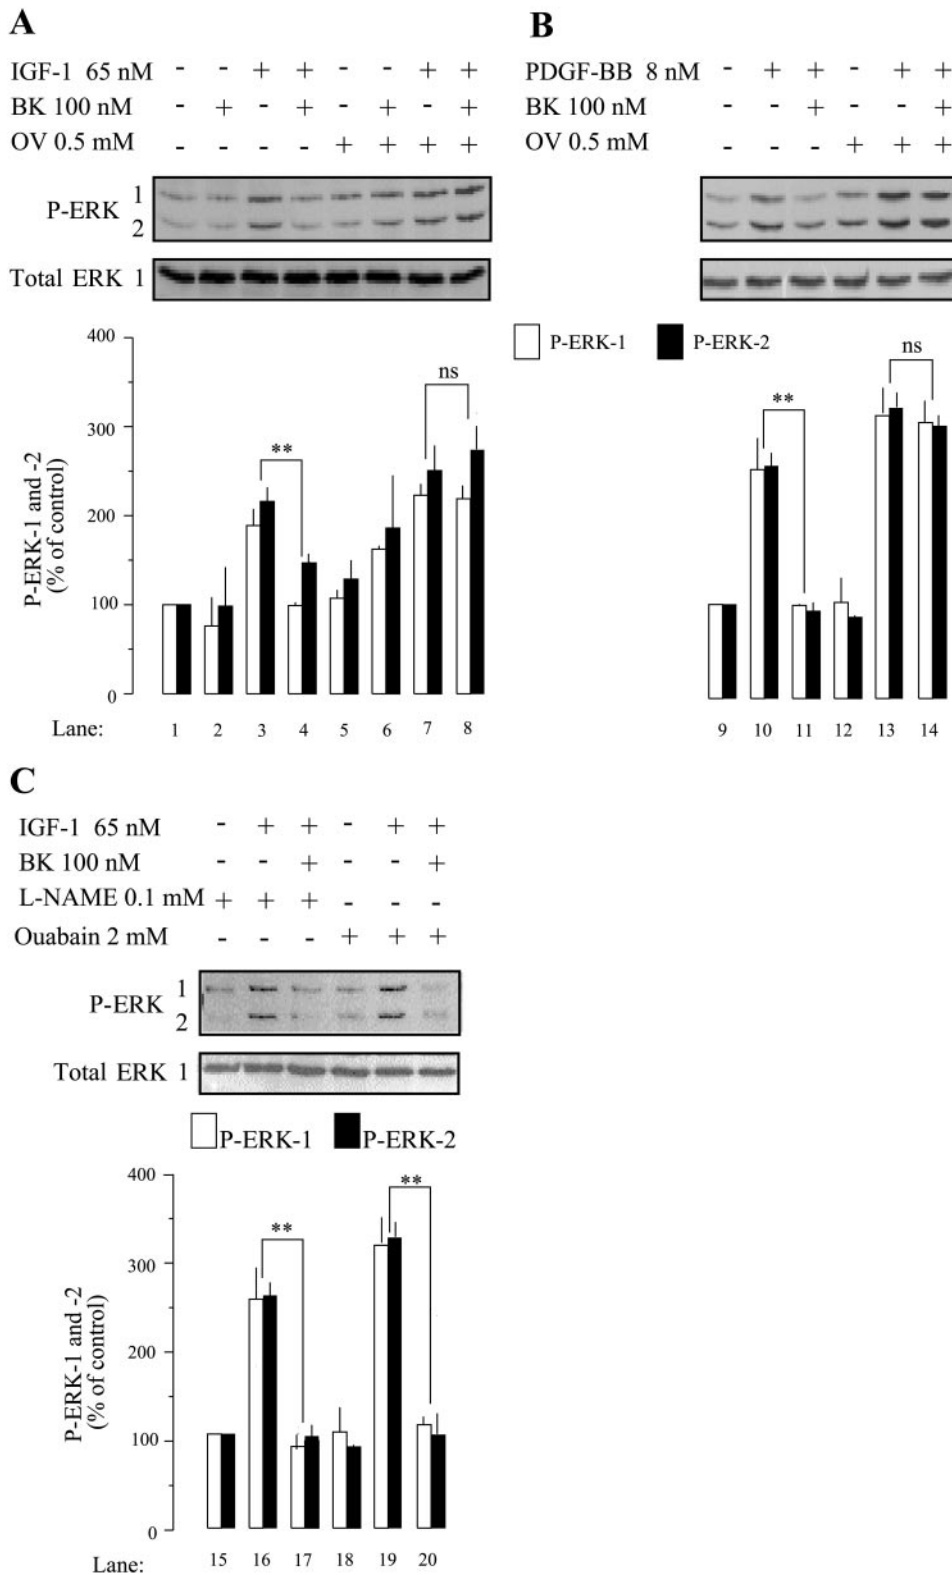 A
IGF-1 65 nM - - + + - - + +
BK 100 nM - + - + - + - +
OV 0.5 mM - - - - + + + +
P-ERK 1
2
Total ERK 1
B
PDGF-BB 8 nM - + + - + +
BK 100 nM - - + - - +
OV 0.5 mM - - - + + +
P-ERK-1 P-ERK-2
P-ERK-1 and -2
(% of control)
400
300
200
100
0
**
ns
**
ns
Lane: 1 2 3 4 5 6 7 8
9 10 11 12 13 14
C
IGF-1 65 nM - + + - + +
BK 100 nM - - + - - +
L-NAME 0.1 mM + + + - - -
Ouabain 2 mM - - - + + +
P-ERK 1
2
Total ERK 1
P-ERK-1 P-ERK-2
P-ERK-1 and -2
(% of control)
400
300
200
100
0
**
**
Lane: 15 16 17 18 19 20